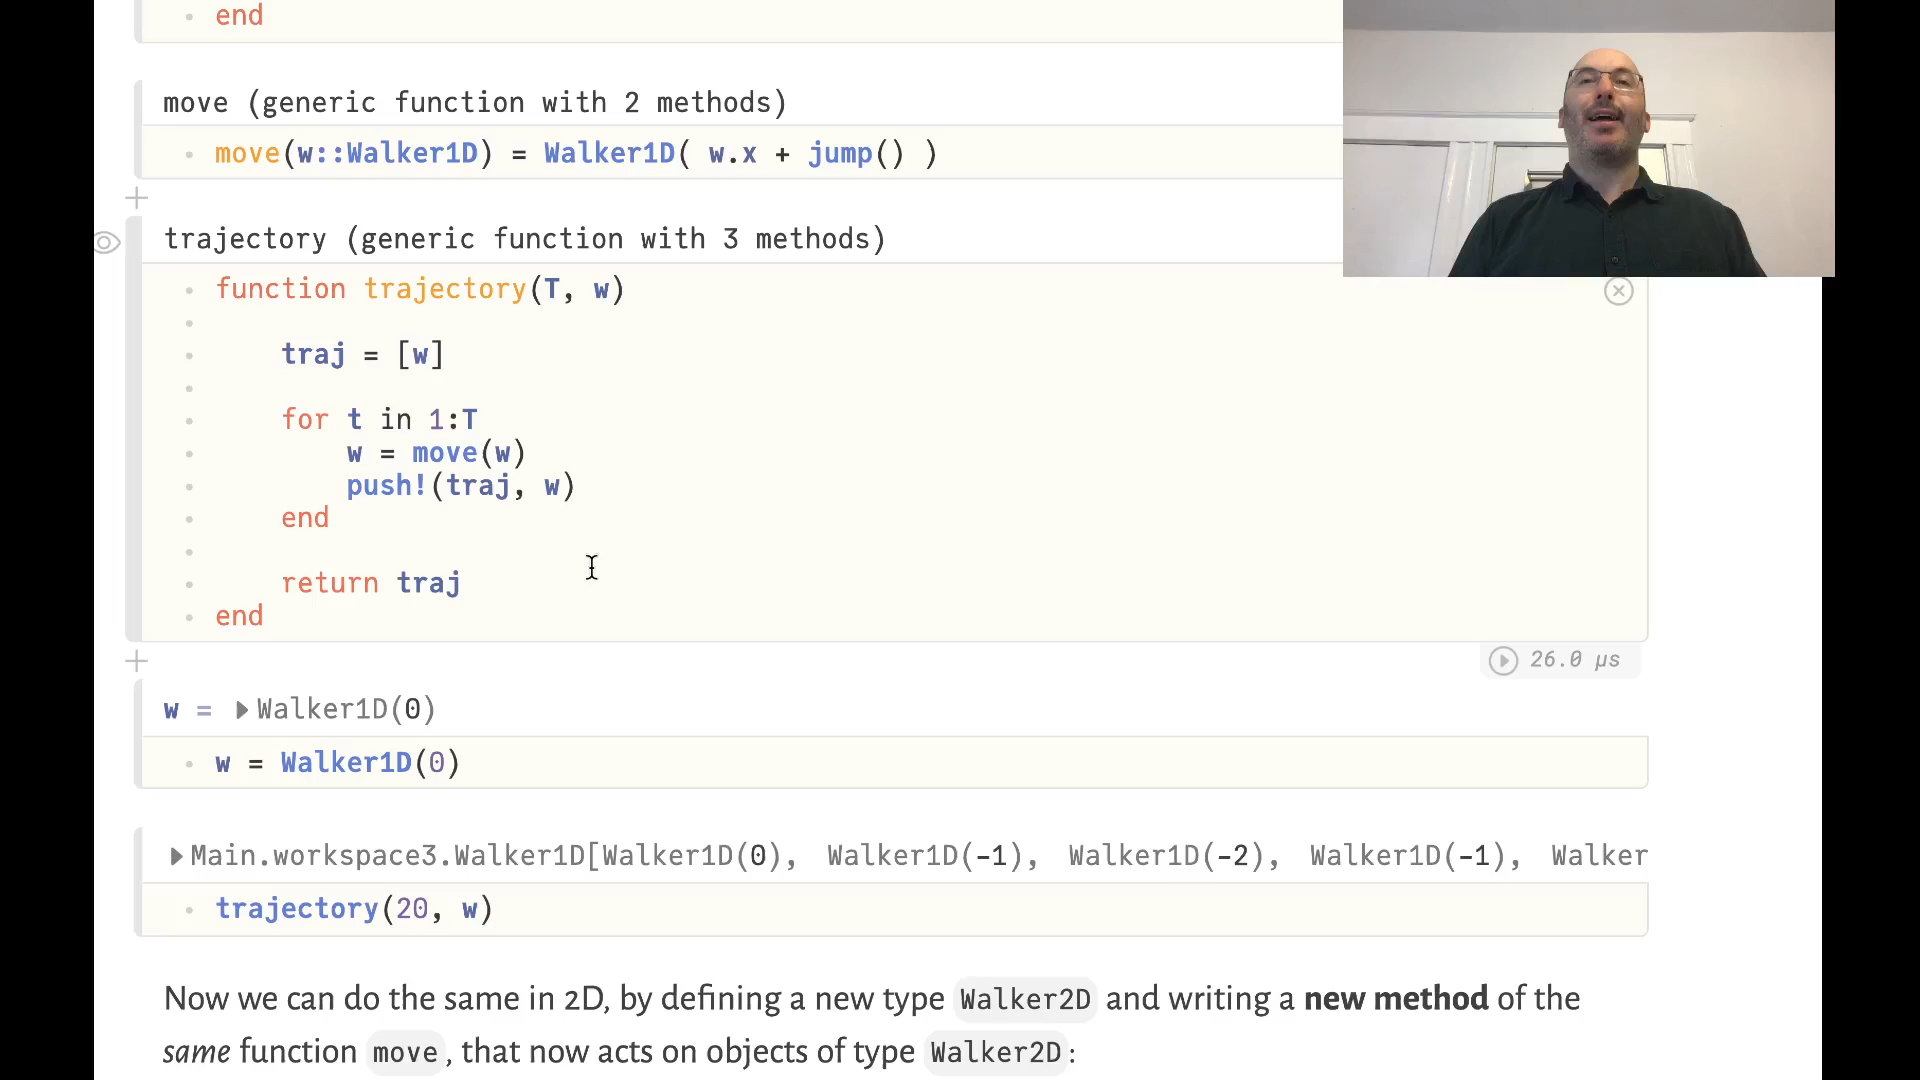 end
move (generic function with 2 methods)
move(w::Walker1D) = Walker1D( w.x + jump() )
trajectory (generic function with 3 methods)
function trajectory(T, w)
traj = [w]
for t in 1:T
w = move(w)
push!(traj, w)
end
return traj
end
26.0 μs
w = Walker1D(0)
w = Walker1D(0)
Main.workspace3.Walker1D[Walker1D(0), Walker1D(-1), Walker1D(-2), Walker1D(-1), Walker
trajectory(20, w)
Now we can do the same in 2D, by defining a new type Walker2D and writing a new method of the
same function move, that now acts on objects of type Walker2D: